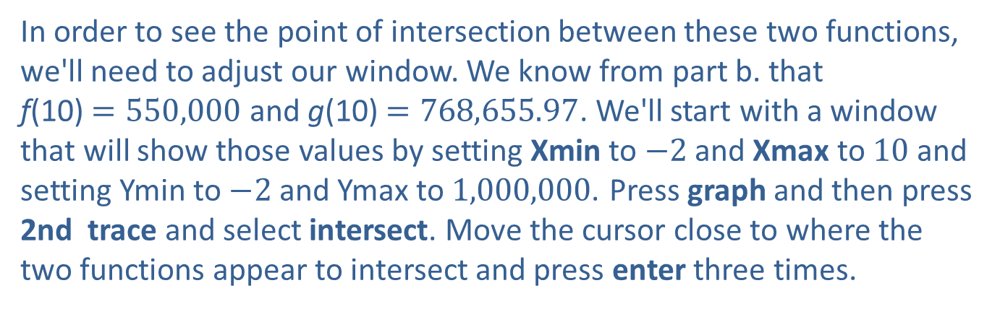 In order to see the point of intersection between these two functions,
we'll need to adjust our window. We know from part b. that
f(10) = 550,000 and g(10) = 768,655.97. We'll start with a window
that will show those values by setting Xmin to −2 and Xmax to 10 and
setting Ymin to −2 and Ymax to 1,000,000. Press graph and then press
2nd trace and select intersect. Move the cursor close to where the
two functions appear to intersect and press enter three times.